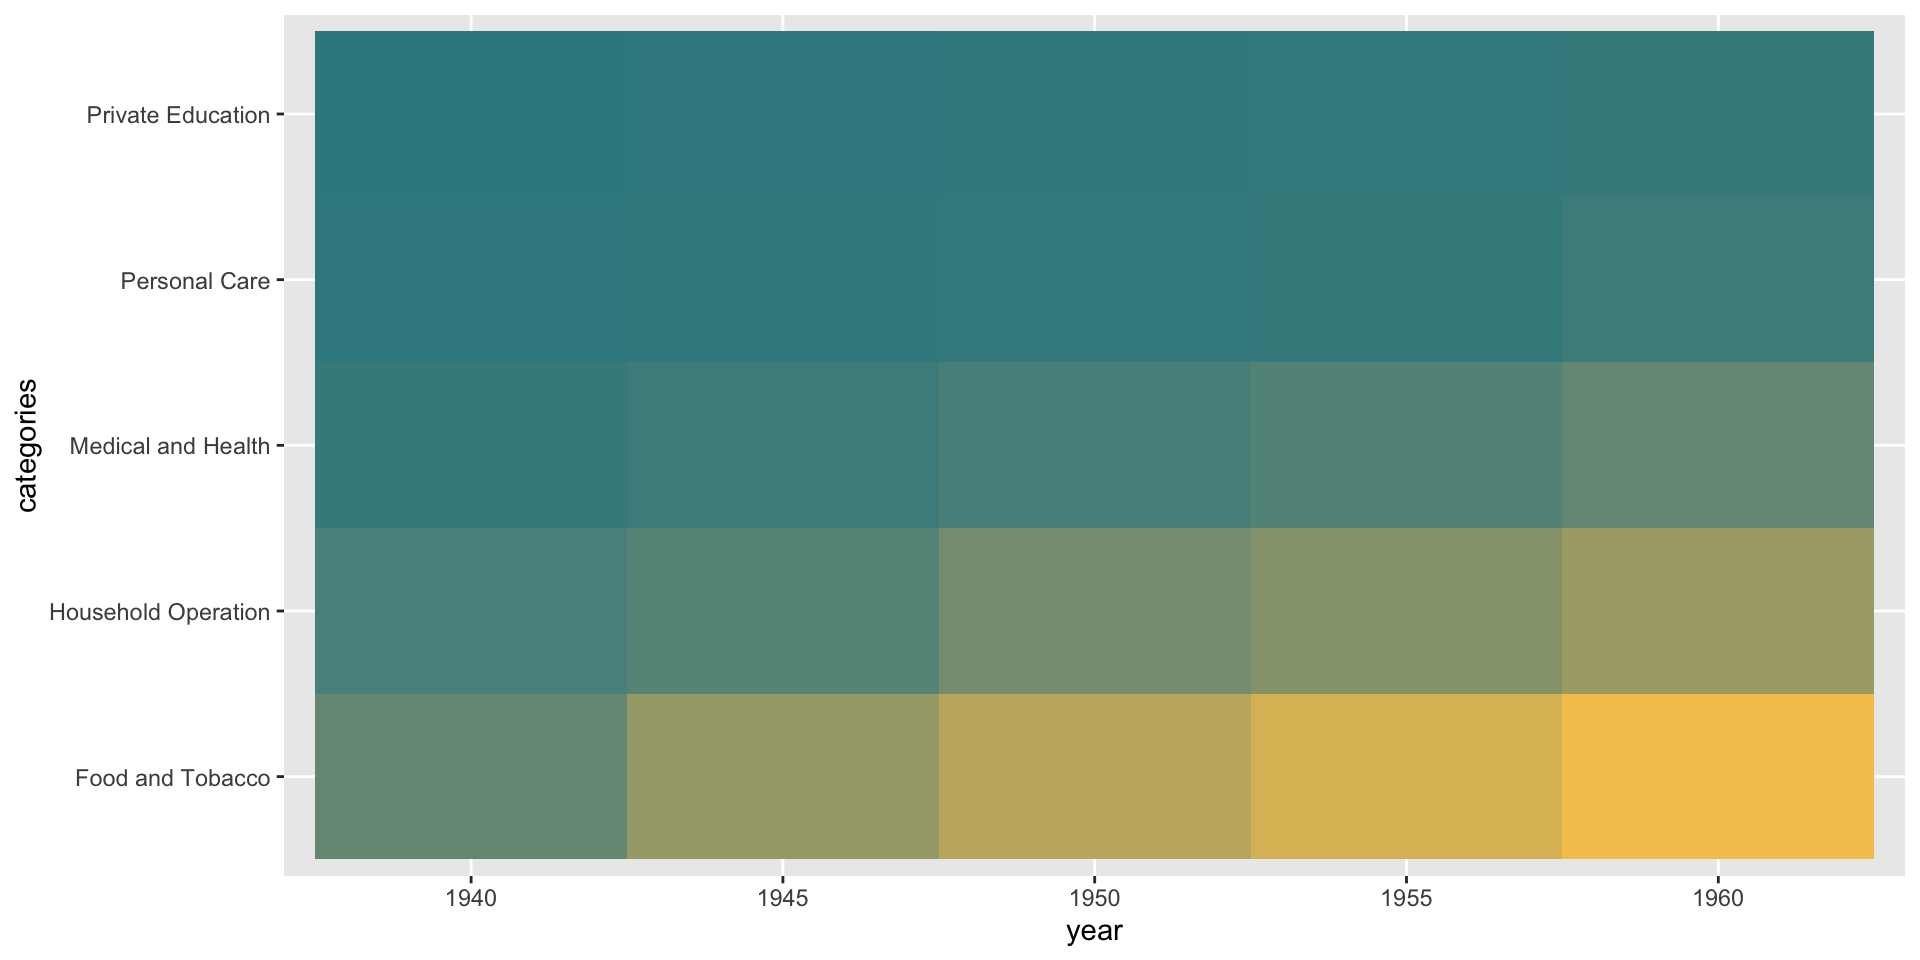 Private Education
Personal Care
Medical and Health
Household Operation
Food and Tobacco
categories
1940 1945 1950 1955 1960
year